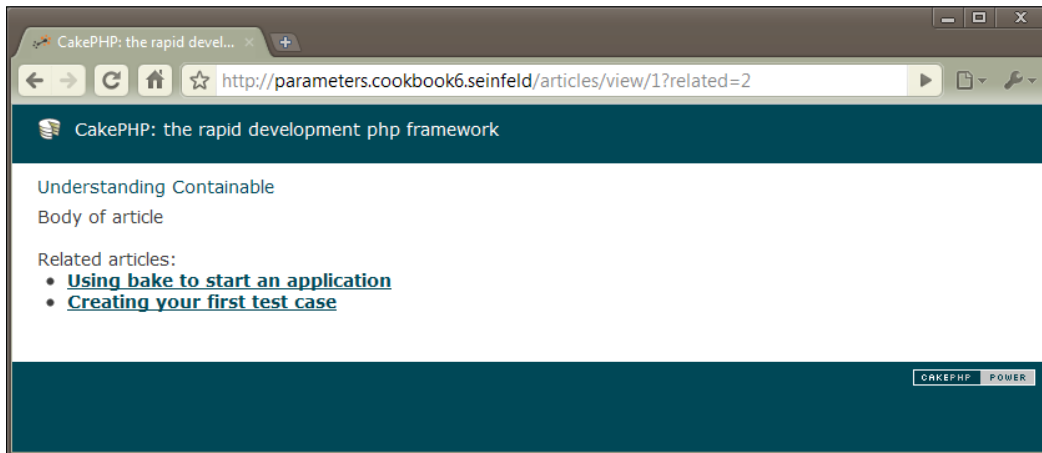 CakePHP: the rapid devel...
http://parameters.cookbook6.seinfeld/articles/view/1?related=2
CakePHP: the rapid development php framework
Understanding Containable
Body of article
Related articles:
• Using bake to start an application
• Creating your first test case
CAKEPHP POWER